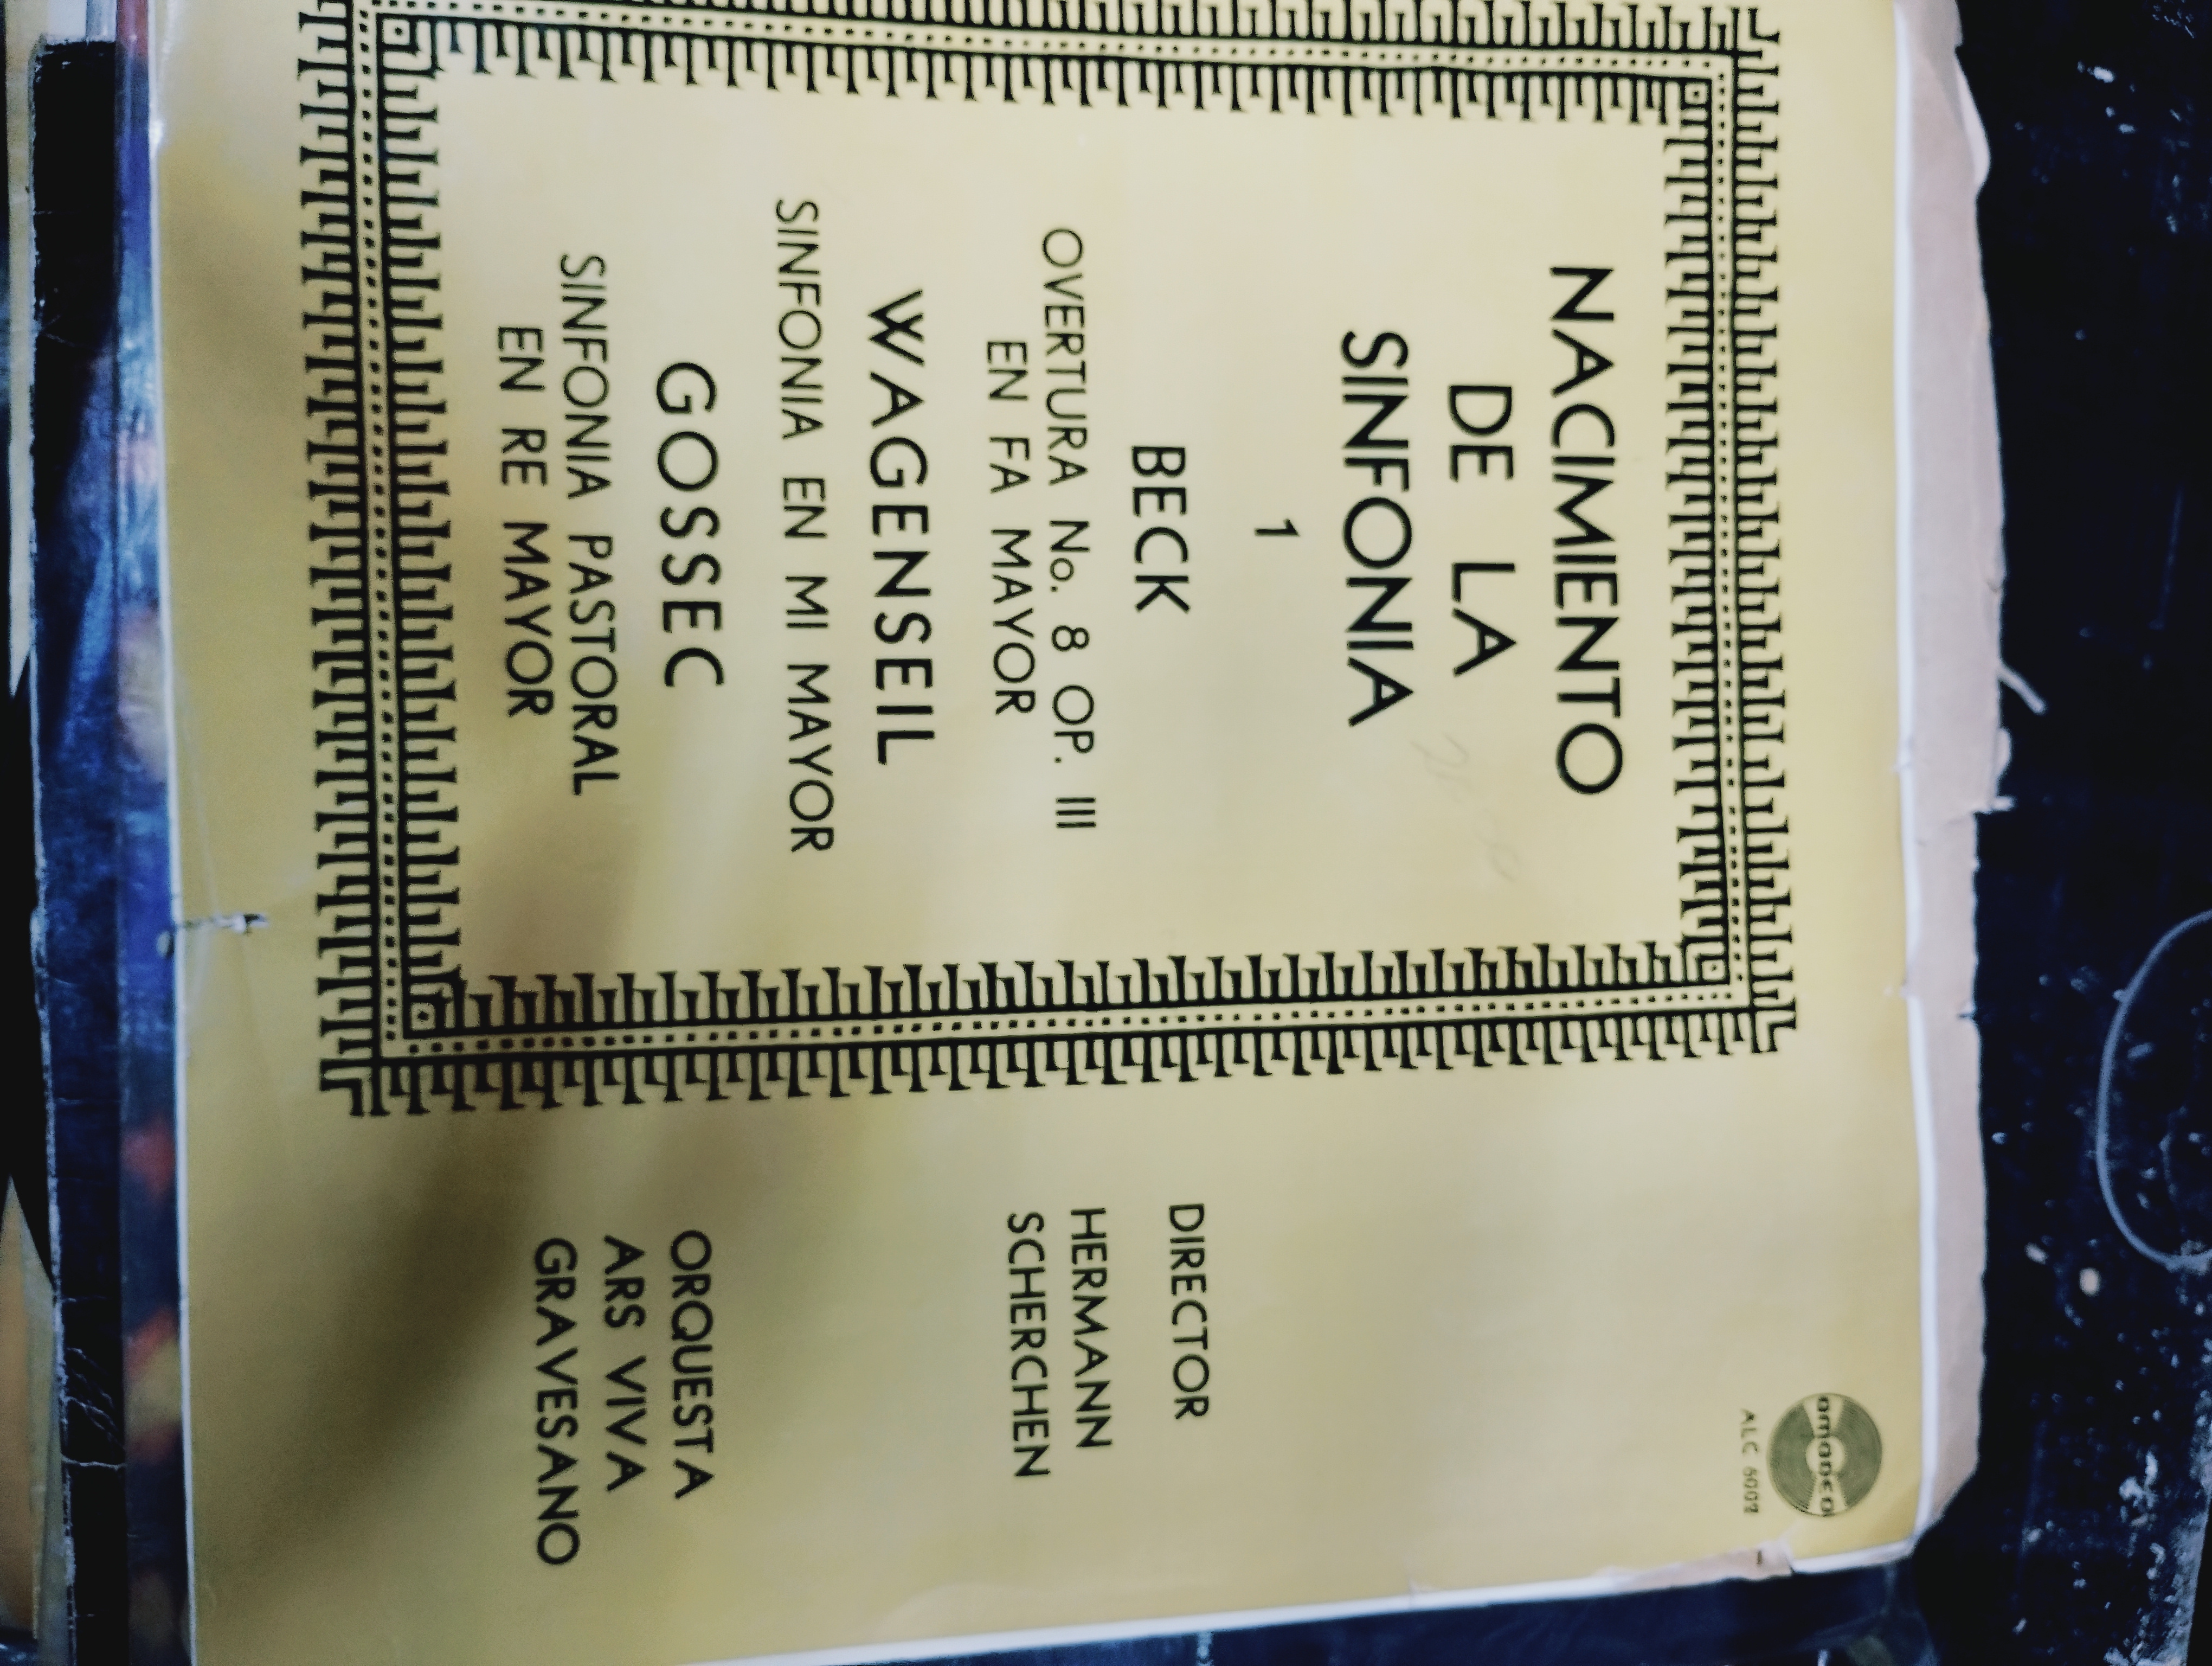 NACIMIENTO
DE LA
SINFONIA
1
BECK
OVERTURA No. 8 OP. III
EN FA MAYOR
WAGENSEIL
SINFONIA EN MI MAYOR
GOSSEC
SINFONIA PASTORAL
EN RE MAYOR
amadeo
ALC 6007
DIRECTOR
HERMANN
SCHERCHEN
ORQUESTA
ARS VIVA
GRAVESANO